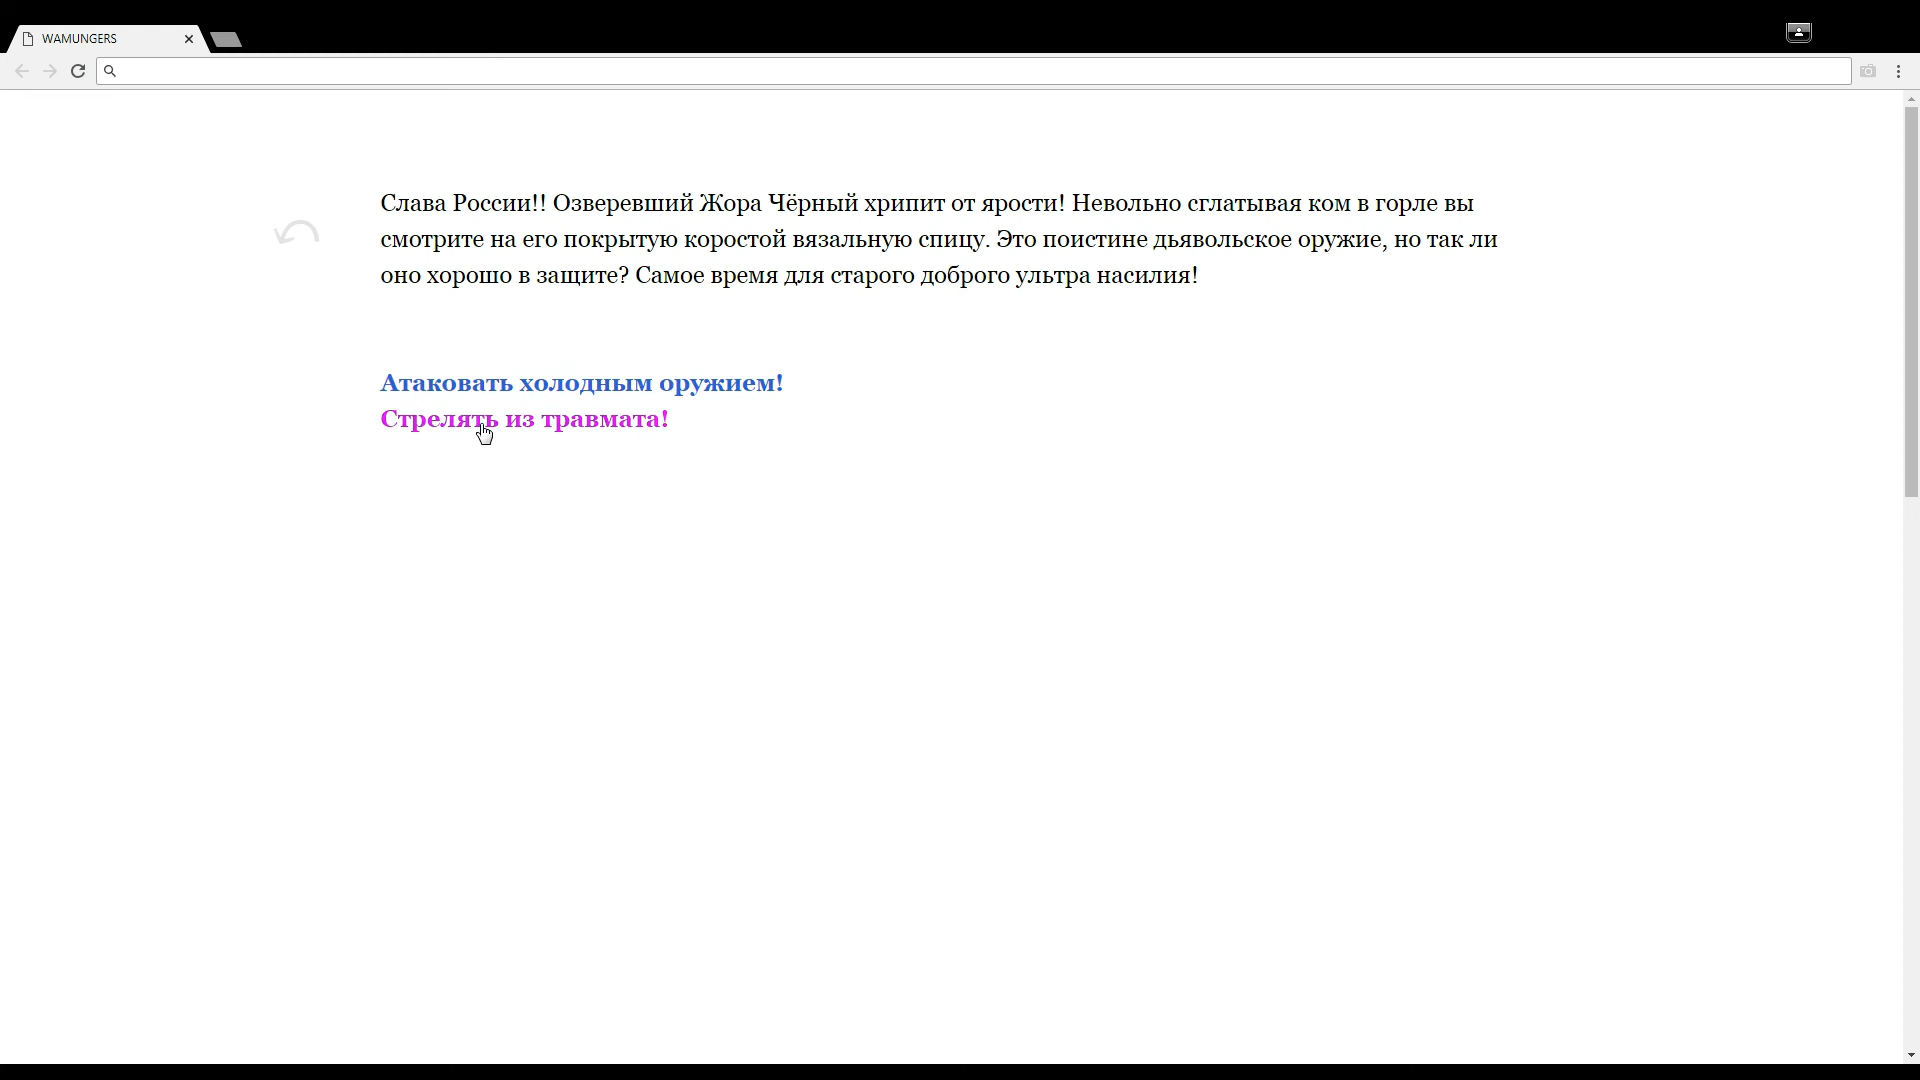 WAMUNGERS
Слава России!! Озверевший Жора Чёрный хрипит от ярости! Невольно сглатывая ком в горле вы
смотрите на его покрытую коростой вязальную спицу. Это поистине дьявольское оружие, но так ли
оно хорошо в защите? Самое время для старого доброго ультра насилия!
Атаковать холодным оружием!
Стрелять из травмата!